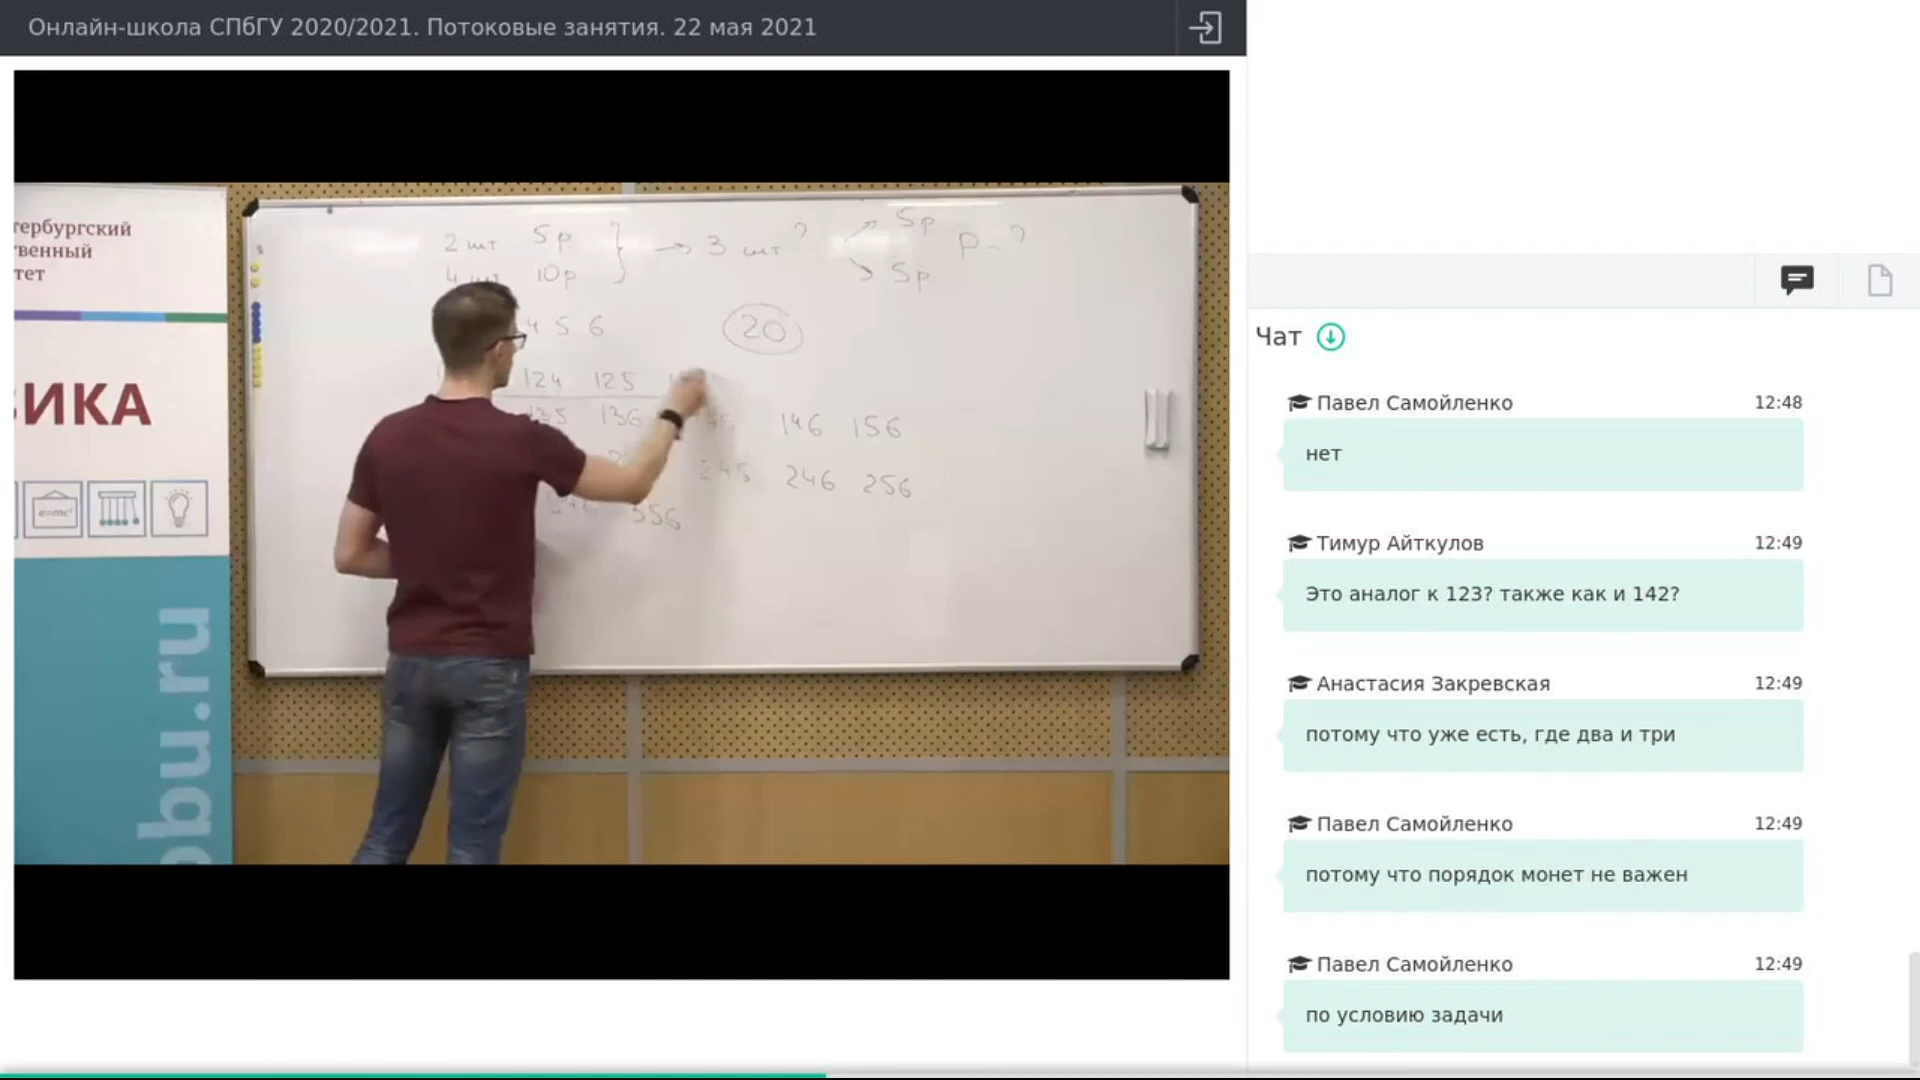 Онлайн-школа СПбГУ 2020/2021. Потоковые занятия. 22 мая 2021
тербургский
твенный
тет
ИКА
e=mc²
bu.ru
2 шт 5р → 3 шт ? 5р Р - ?
4 шт 10р 5р
4 5 6 20
124 125
135 136 146 156
245 246 256
356
Чат
Павел Самойленко 12:48
нет
Тимур Айткулов 12:49
Это аналог к 123? также как и 142?
Анастасия Закревская 12:49
потому что уже есть, где два и три
Павел Самойленко 12:49
потому что порядок монет не важен
Павел Самойленко 12:49
по условию задачи